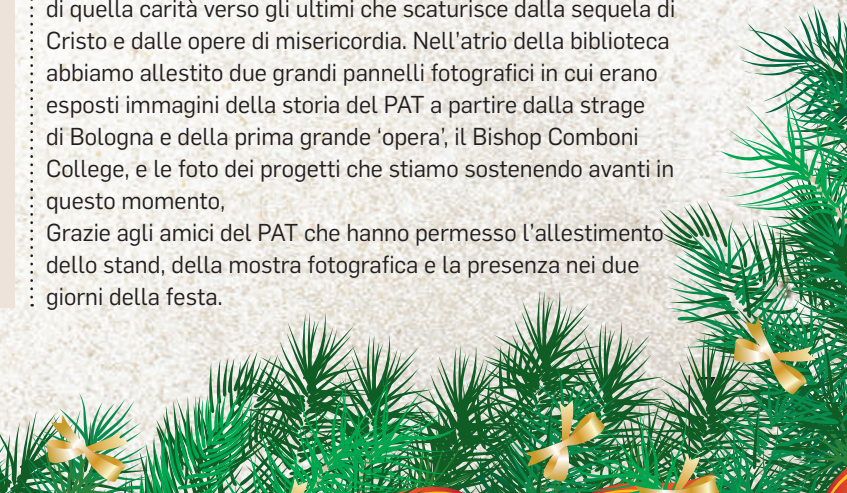 di quella carità verso gli ultimi che scaturisce dalla sequela di
Cristo e dalle opere di misericordia. Nell'atrio della biblioteca
abbiamo allestito due grandi pannelli fotografici in cui erano
esposti immagini della storia del PAT a partire dalla strage
di Bologna e della prima grande ‘opera’, il Bishop Comboni
College, e le foto dei progetti che stiamo sostenendo avanti in
questo momento,
Grazie agli amici del PAT che hanno permesso l'allestimento
dello stand, della mostra fotografica e la presenza nei due
giorni della festa.